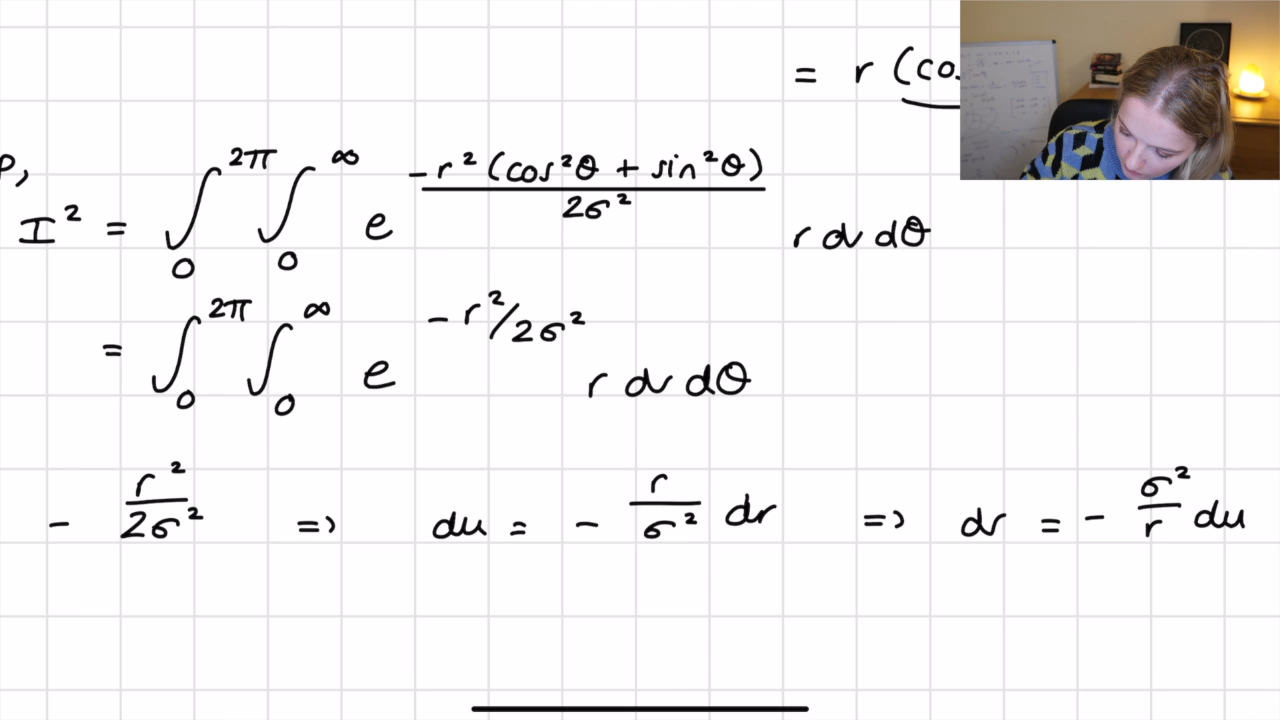 = r (cos
P,
I² = ∫₀^{2π} ∫₀^∞ e^{-r²(cos²θ + sin²θ)/2σ²} r dr dθ
= ∫₀^{2π} ∫₀^∞ e^{-r²/2σ²} r dr dθ
- r²/2σ² => du = - r/σ² dr => dr = - σ²/r du